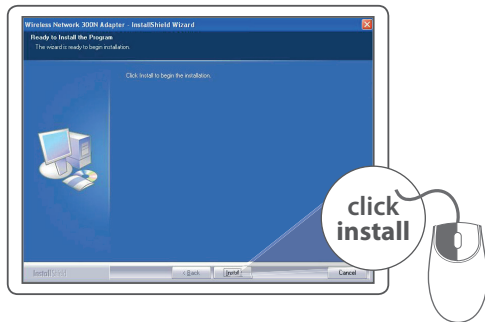 Wireless Network 300N Adapter - InstallShield Wizard
Ready to Install the Program
The wizard is ready to begin installation.
Click Install to begin the installation.
click
install
InstallShield
< Back
Install
Cancel